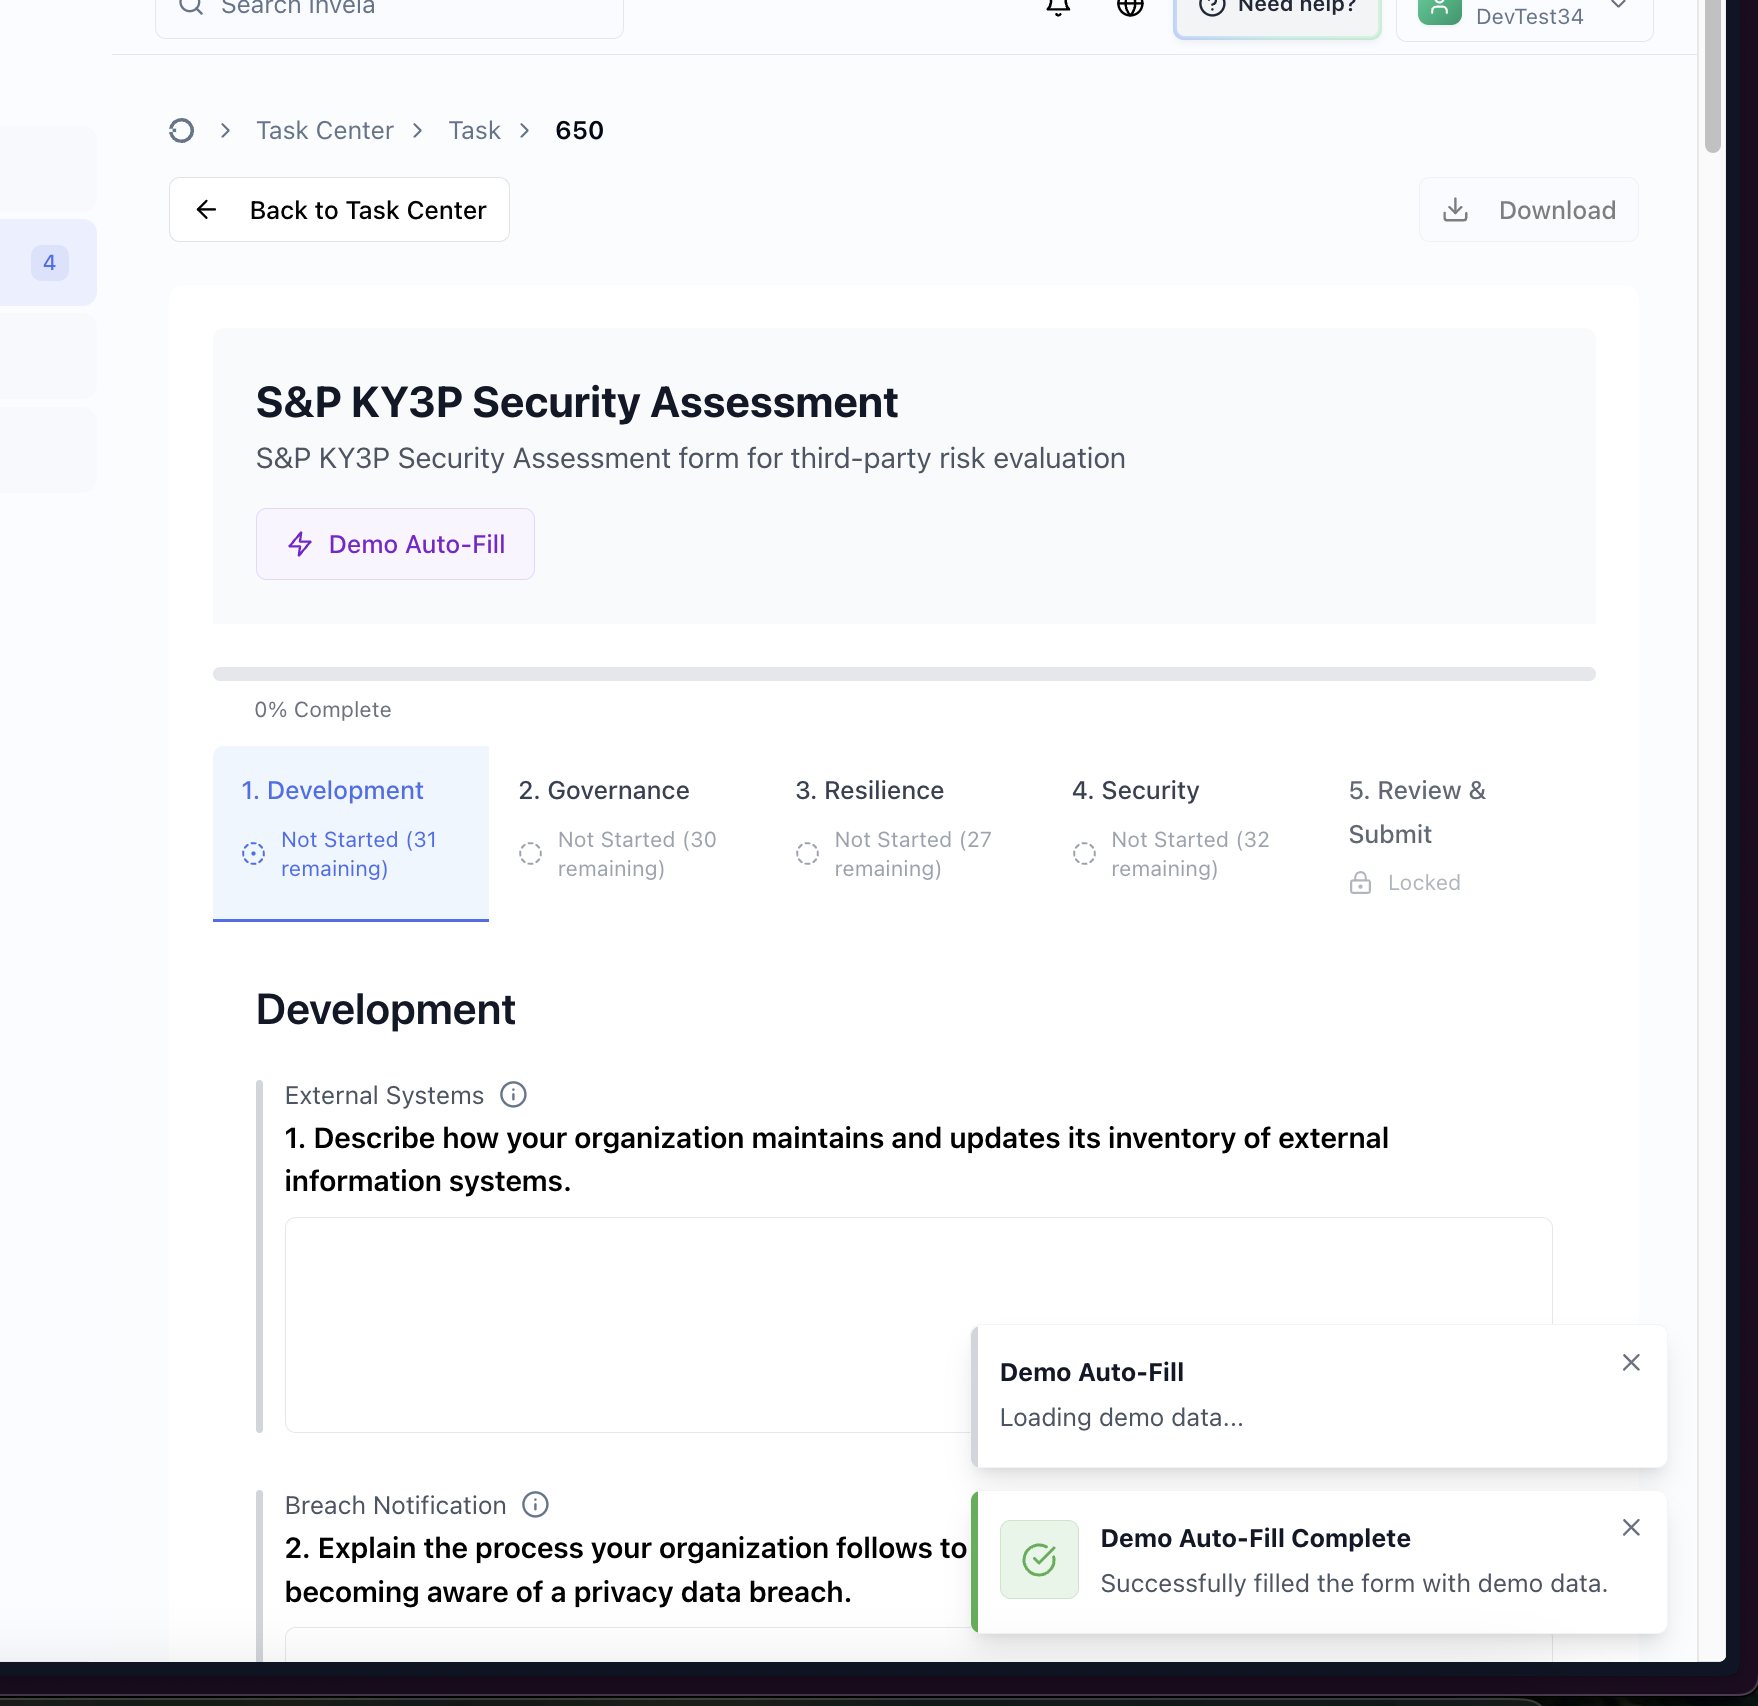 Search Invela
Need help?
DevTest34
Task Center
Task
650
Back to Task Center
Download
4
S&P KY3P Security Assessment
S&P KY3P Security Assessment form for third-party risk evaluation
Demo Auto-Fill
0% Complete
1. Development
Not Started (31
remaining)
2. Governance
Not Started (30
remaining)
3. Resilience
Not Started (27
remaining)
4. Security
Not Started (32
remaining)
5. Review &
Submit
Locked
Development
External Systems
1. Describe how your organization maintains and updates its inventory of external
information systems.
Breach Notification
2. Explain the process your organization follows to
becoming aware of a privacy data breach.
Demo Auto-Fill
Loading demo data...
Demo Auto-Fill Complete
Successfully filled the form with demo data.